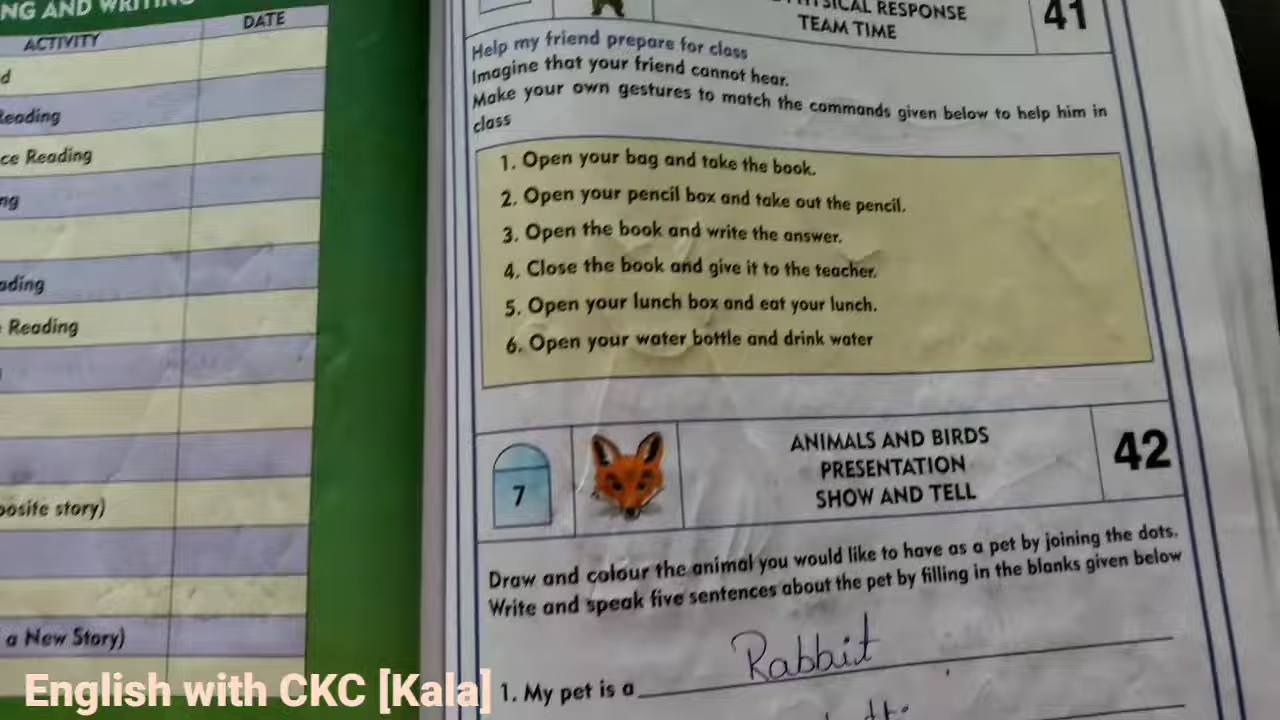 NG AND WRITING
ACTIVITY
DATE
d
Reading
ce Reading
ng
ading
Reading
posite story)
a New Story)
SICAL RESPONSE
TEAM TIME
41
Help my friend prepare for class
Imagine that your friend cannot hear.
Make your own gestures to match the commands given below to help him in
class
1. Open your bag and take the book.
2. Open your pencil box and take out the pencil.
3. Open the book and write the answer.
4. Close the book and give it to the teacher.
5. Open your lunch box and eat your lunch.
6. Open your water bottle and drink water
7
ANIMALS AND BIRDS
PRESENTATION
SHOW AND TELL
42
Draw and colour the animal you would like to have as a pet by joining the dots.
Write and speak five sentences about the pet by filling in the blanks given below
1. My pet is a Rabbit
English with CKC [Kala]